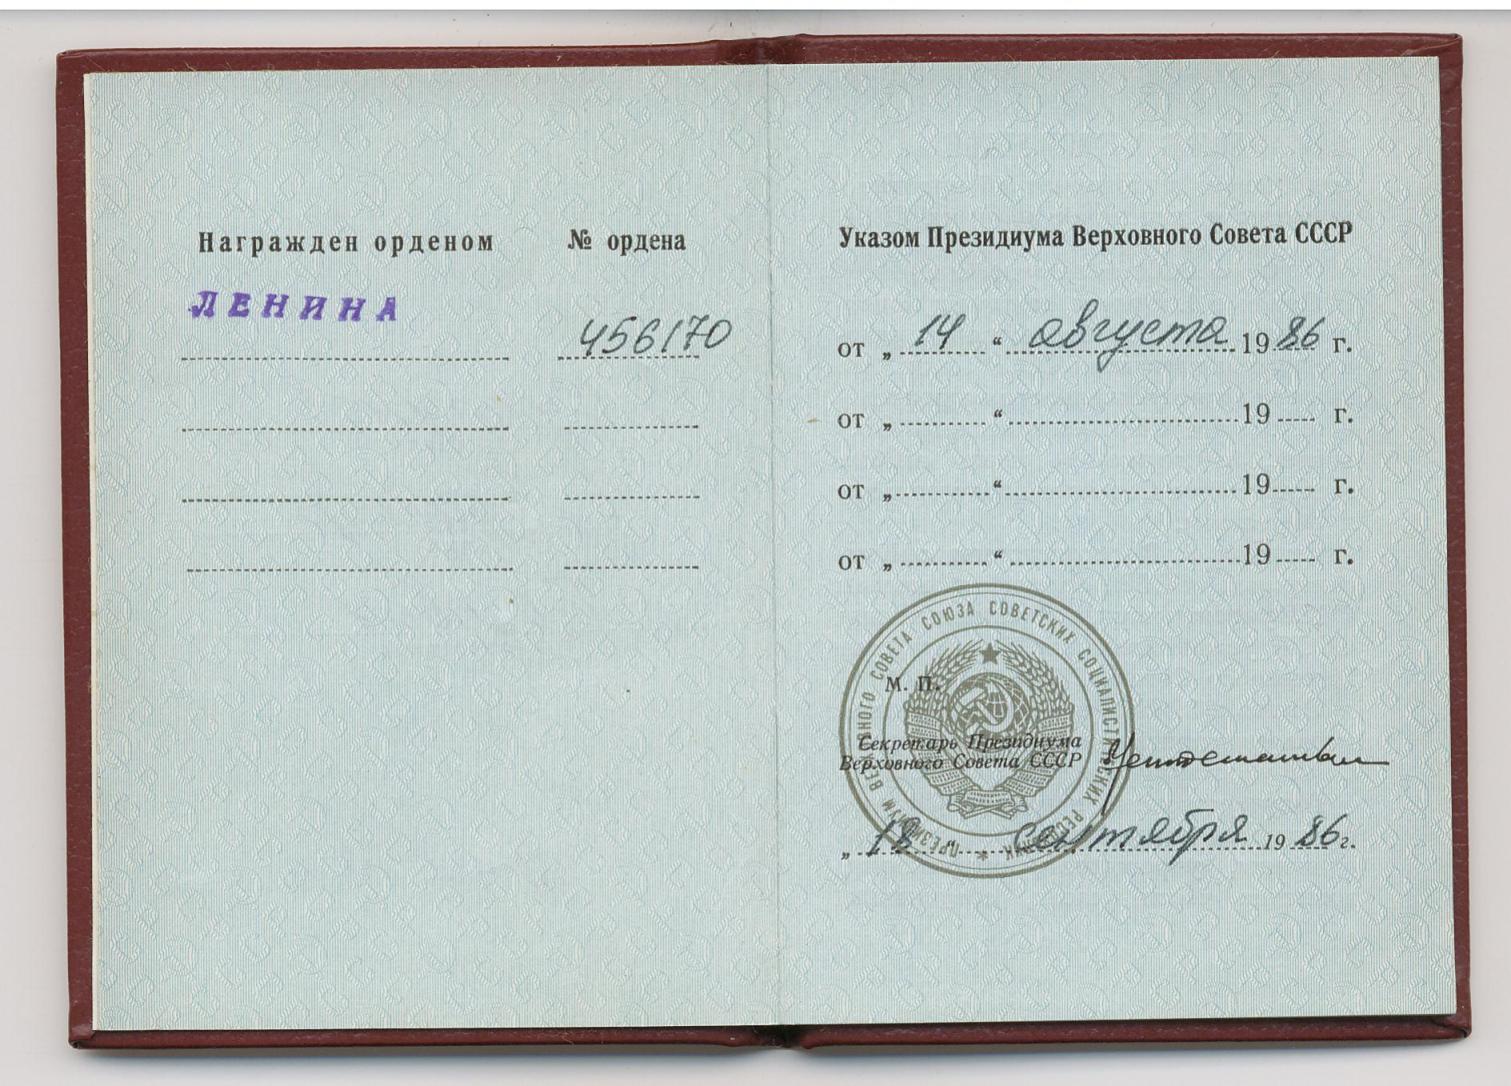 Награжден орденом № ордена
ЛЕНИНА 456170
Указом Президиума Верховного Совета СССР
от „ 14 “ августа 1986 г.
от „ “ 19 г.
от „ “ 19 г.
от „ “ 19 г.
ПРЕЗИДИУМ ВЕРХОВНОГО СОВЕТА СОЮЗА СОВЕТСКИХ СОЦИАЛИСТИЧЕСКИХ РЕСПУБЛИК *
М. П.
Секретарь Президиума
Верховного Совета СССР
„ 18 “ сентября 1986 г.